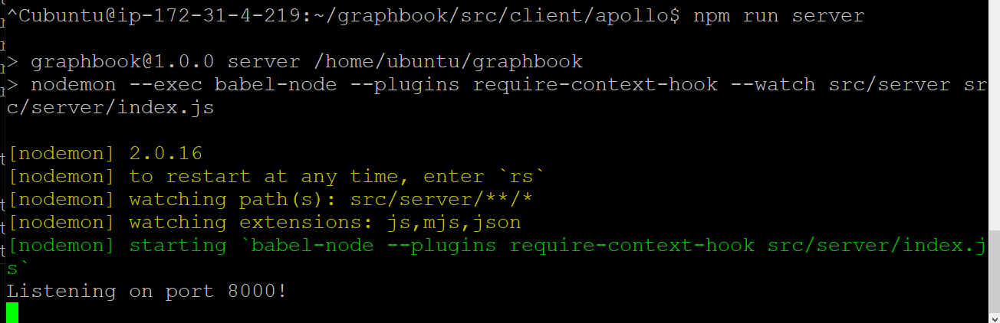 ^Cubuntu@ip-172-31-4-219:~/graphbook/src/client/apollo$ npm run server
> graphbook@1.0.0 server /home/ubuntu/graphbook
> nodemon --exec babel-node --plugins require-context-hook --watch src/server sr
c/server/index.js
[nodemon] 2.0.16
[nodemon] to restart at any time, enter `rs`
[nodemon] watching path(s): src/server/**/*
[nodemon] watching extensions: js,mjs,json
[nodemon] starting `babel-node --plugins require-context-hook src/server/index.j
s`
Listening on port 8000!